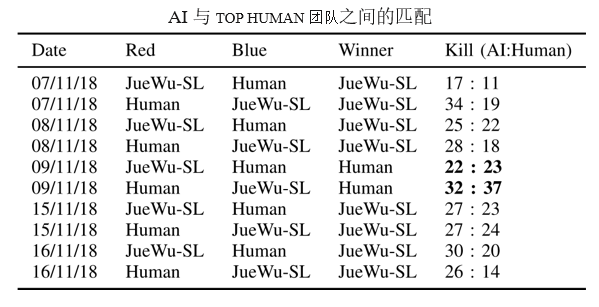 AI 与 TOP HUMAN 团队之间的匹配
Date Red Blue Winner Kill (AI:Human)
07/11/18 JueWu-SL Human JueWu-SL 17 : 11
07/11/18 Human JueWu-SL JueWu-SL 34 : 19
08/11/18 JueWu-SL Human JueWu-SL 25 : 22
08/11/18 Human JueWu-SL JueWu-SL 28 : 18
09/11/18 JueWu-SL Human Human 22 : 23
09/11/18 Human JueWu-SL Human 32 : 37
15/11/18 JueWu-SL Human JueWu-SL 27 : 23
15/11/18 Human JueWu-SL JueWu-SL 27 : 24
16/11/18 JueWu-SL Human JueWu-SL 30 : 20
16/11/18 Human JueWu-SL JueWu-SL 26 : 14